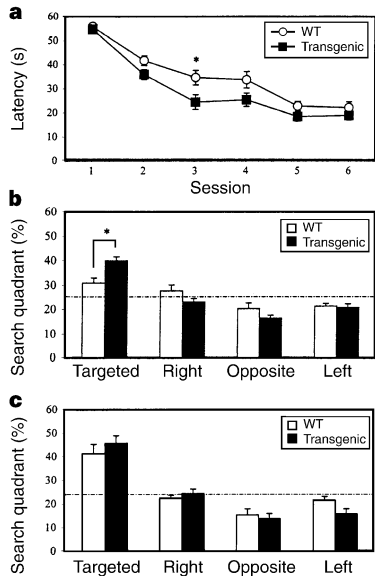 a
60
50
40
30
20
10
0
Latency (s)
WT
Transgenic
*
1 2 3 4 5 6
Session
b
60
50
40
30
20
10
0
Search quadrant (%)
WT
Transgenic
*
Targeted Right Opposite Left
c
60
50
40
30
20
10
0
Search quadrant (%)
WT
Transgenic
Targeted Right Opposite Left